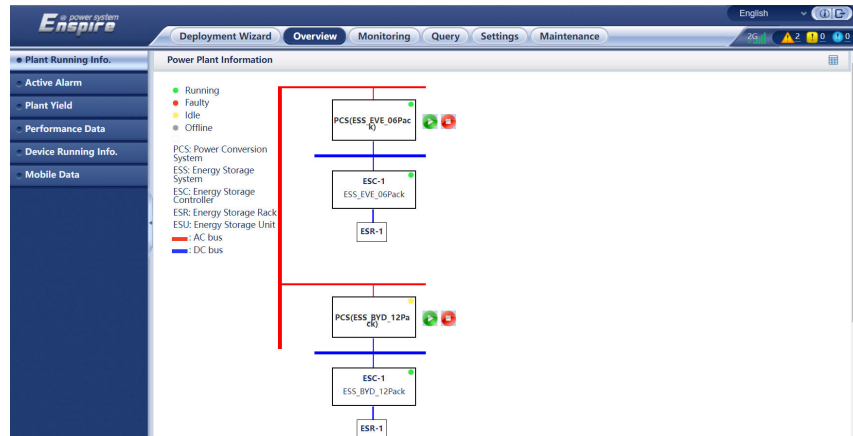 @ power system
Enspire
English
Deployment Wizard
Overview
Monitoring
Query
Settings
Maintenance
2G
2
0
0
Plant Running Info.
Active Alarm
Plant Yield
Performance Data
Device Running Info.
Mobile Data
Power Plant Information
Running
Faulty
Idle
Offline
PCS: Power Conversion
System
ESS: Energy Storage
System
ESC: Energy Storage
Controller
ESR: Energy Storage Rack
ESU: Energy Storage Unit
: AC bus
: DC bus
PCS(ESS_EVE_06Pac
k)
ESC-1
ESS_EVE_06Pack
ESR-1
PCS(ESS_BYD_12Pa
ck)
ESC-1
ESS_BYD_12Pack
ESR-1